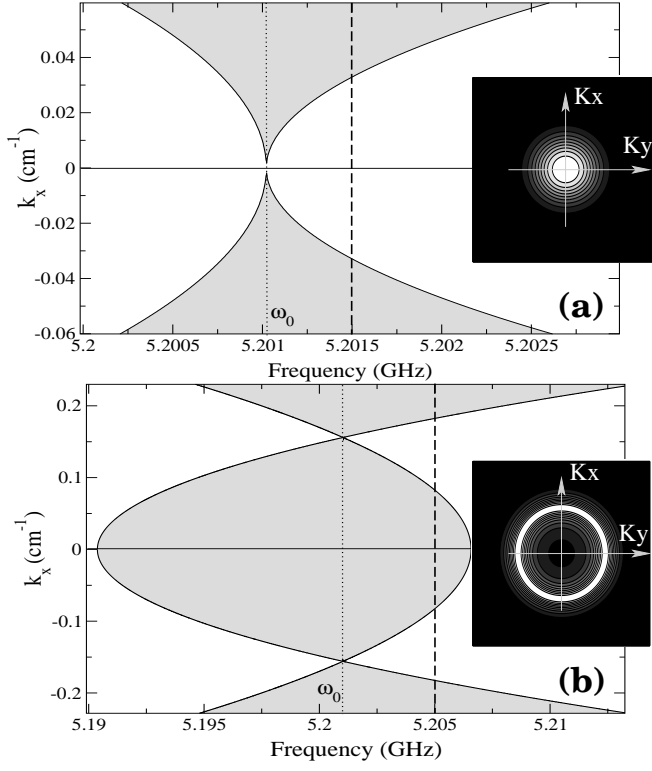 0.04
0.02
0
-0.02
-0.04
-0.06
k_x (cm^-1)
Kx
Ky
(a)
ω_0
5.2 5.2005 5.201 5.2015 5.202 5.2025
Frequency (GHz)
0.2
0.1
0
-0.1
-0.2
k_x (cm^-1)
Kx
Ky
(b)
ω_0
5.19 5.195 5.2 5.205 5.21
Frequency (GHz)